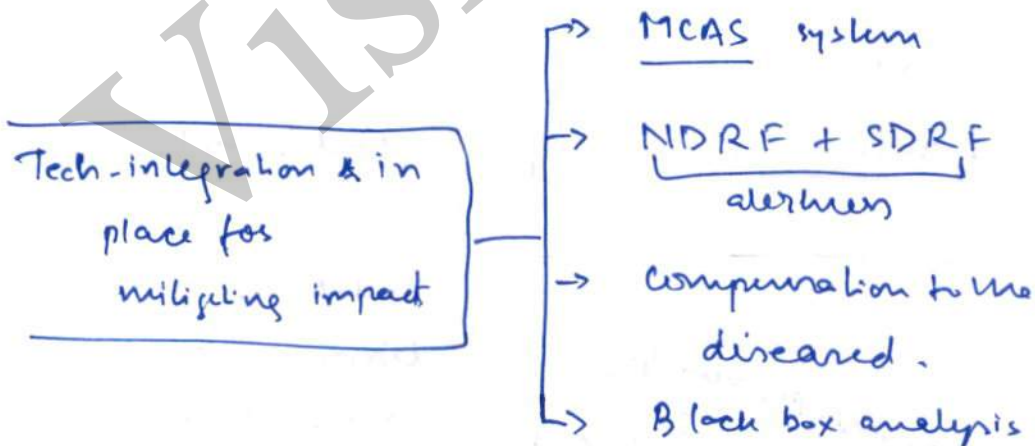 Tech-integration & in
place for
mitigating impact
MCAS system
NDRF + SDRF
alertness
compensation to the
diseased.
Black box analysis